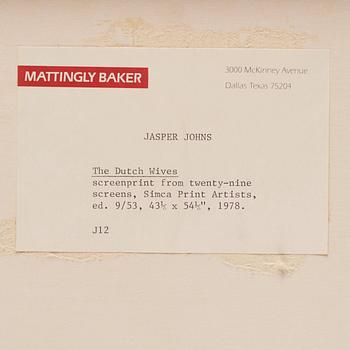 MATTINGLY BAKER
3000 McKinney Avenue
Dallas Texas 75204
JASPER JOHNS
The Dutch Wives
screenprint from twenty-nine
screens, Simca Print Artists,
ed. 9/53, 43½ x 54½", 1978.
J12